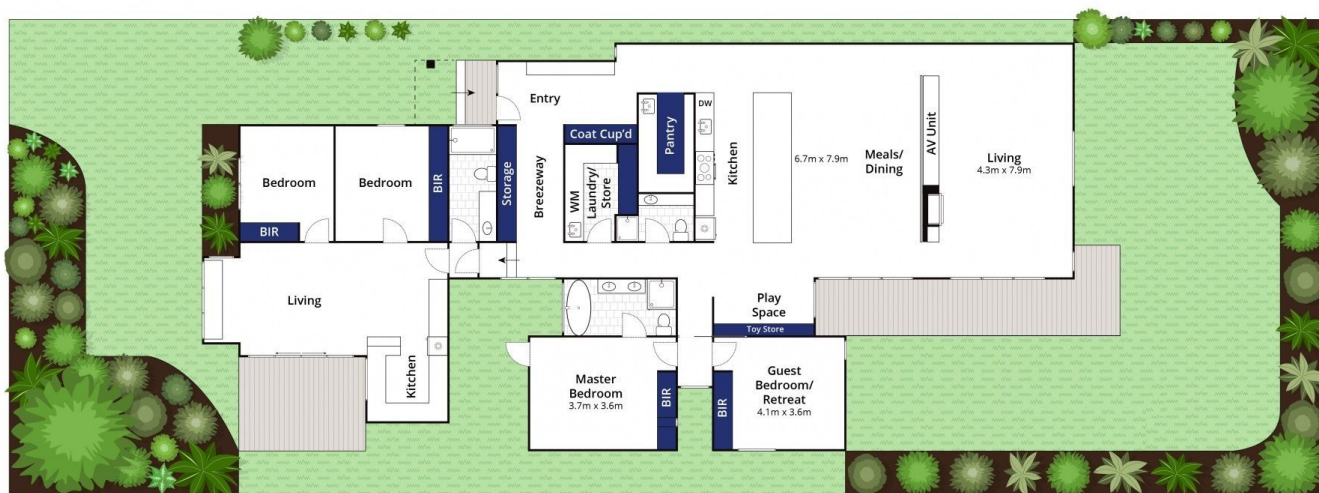 Entry
DW
Coat Cup'd
Pantry
Kitchen
6.7m x 7.9m
Meals/
Dining
AV Unit
Living
4.3m x 7.9m
Bedroom
Bedroom
BIR
BIR
Storage
Breezeway
WM
Laundry/
Store
Living
Kitchen
Play
Space
Toy Store
Master
Bedroom
3.7m x 3.6m
BIR
BIR
Guest
Bedroom/
Retreat
4.1m x 3.6m